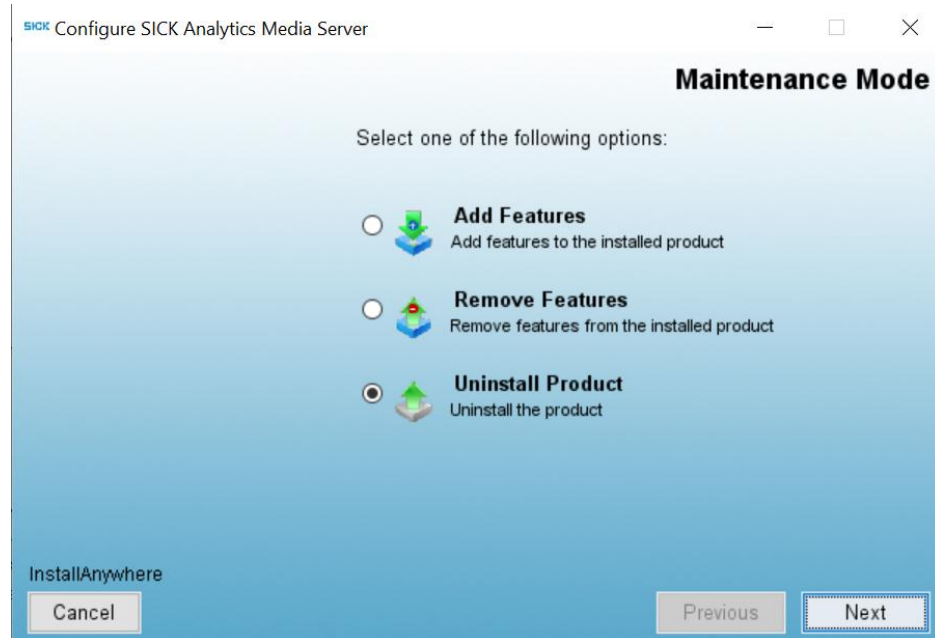 SICK Configure SICK Analytics Media Server
Maintenance Mode
Select one of the following options:
Add Features
Add features to the installed product
Remove Features
Remove features from the installed product
Uninstall Product
Uninstall the product
InstallAnywhere
Cancel Previous Next